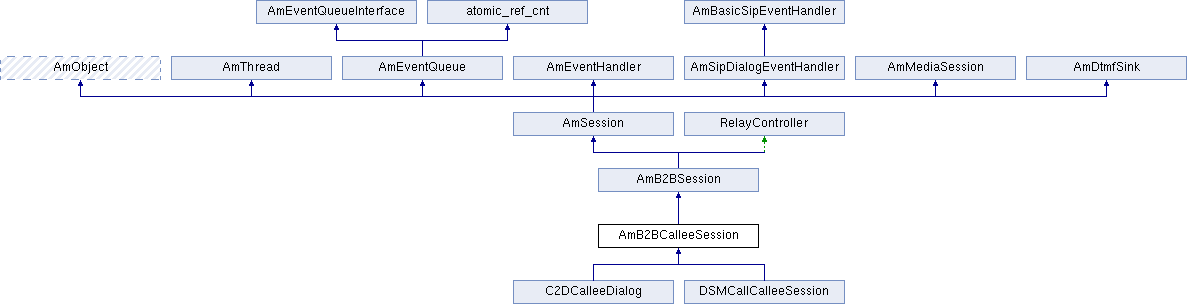 AmEventQueueInterface
atomic_ref_cnt
AmBasicSipEventHandler
AmObject
AmThread
AmEventQueue
AmEventHandler
AmSipDialogEventHandler
AmMediaSession
AmDtmfSink
AmSession
RelayController
AmB2BSession
AmB2BCalleeSession
C2DCalleeDialog
DSMCallCalleeSession